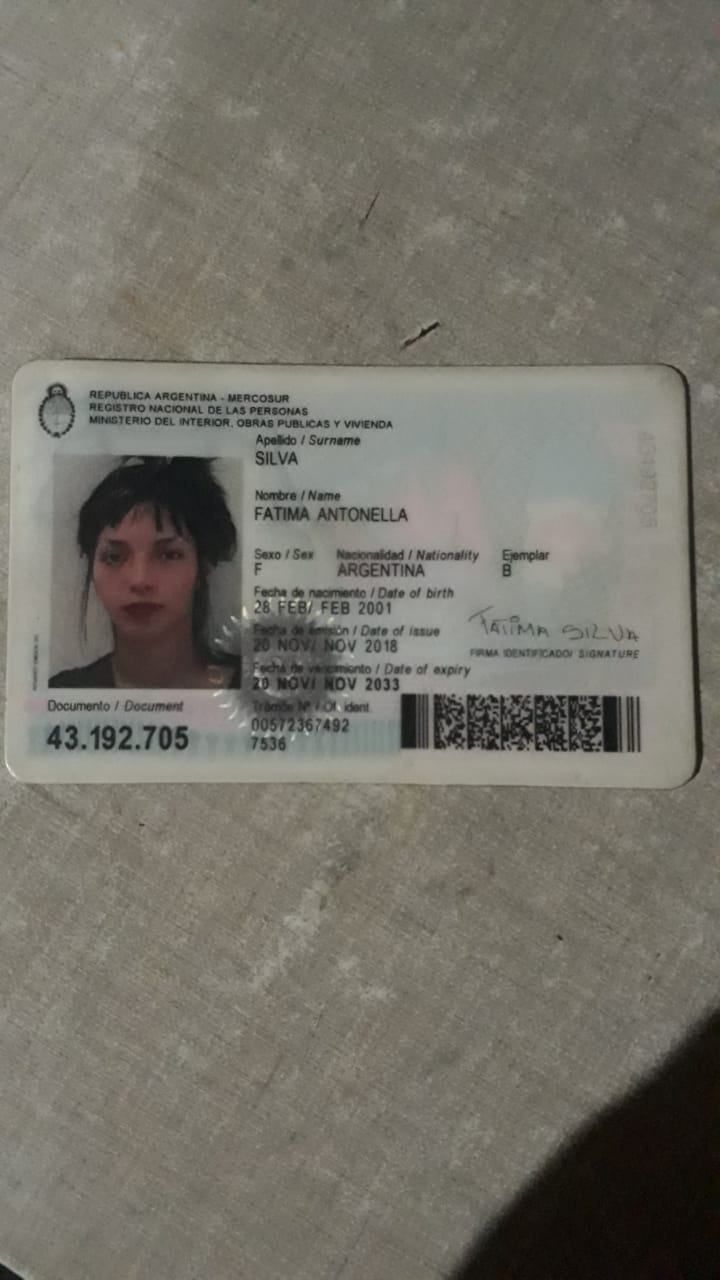 REPUBLICA ARGENTINA - MERCOSUR
REGISTRO NACIONAL DE LAS PERSONAS
MINISTERIO DEL INTERIOR, OBRAS PUBLICAS Y VIVIENDA
Apellido / Surname
SILVA
Nombre / Name
FATIMA ANTONELLA
Sexo / Sex Nacionalidad / Nationality Ejemplar
F ARGENTINA B
Fecha de nacimiento / Date of birth
28 FEB/ FEB 2001
Fecha de emisión / Date of issue
20 NOV/ NOV 2018
FATIMA SILVA
FIRMA IDENTIFICADO/ SIGNATURE
Fecha de vencimiento / Date of expiry
20 NOV/ NOV 2033
Documento / Document
43.192.705
Trámite Nº / Of. ident.
00572367492
7536